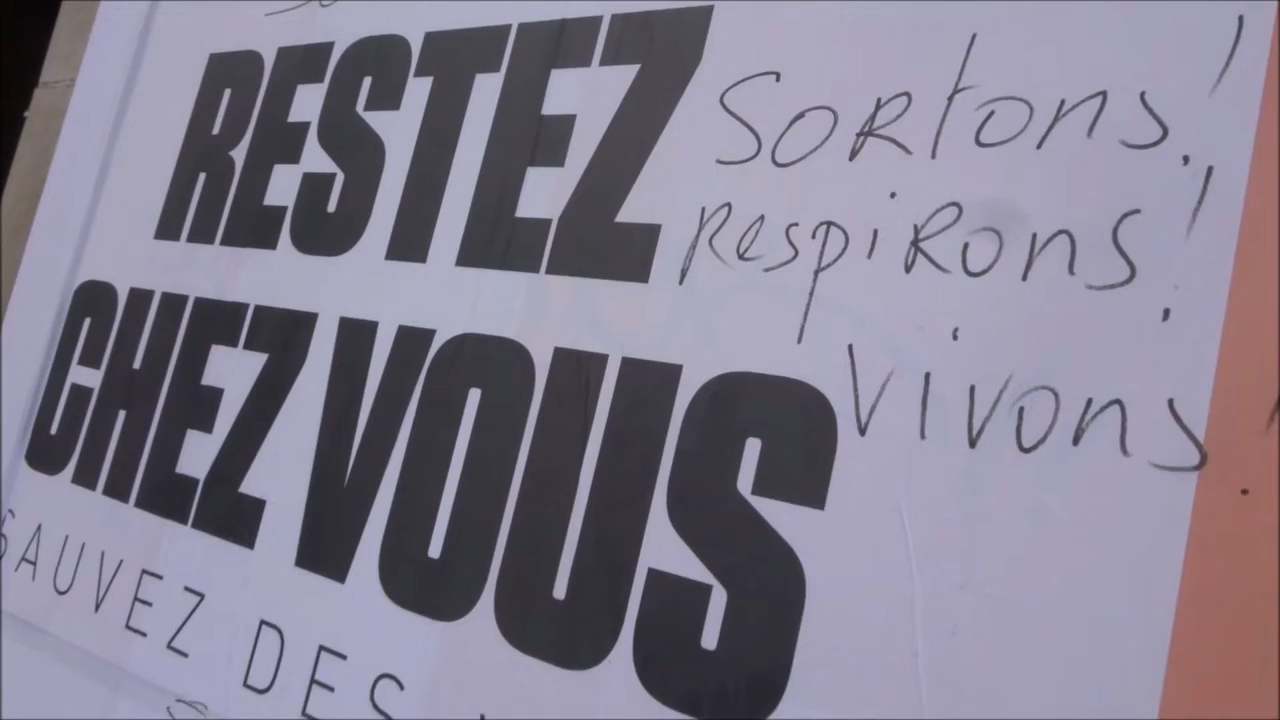 RESTEZ
CHEZ VOUS
SAUVEZ DES
Sortons!
Respirons!
Vivons